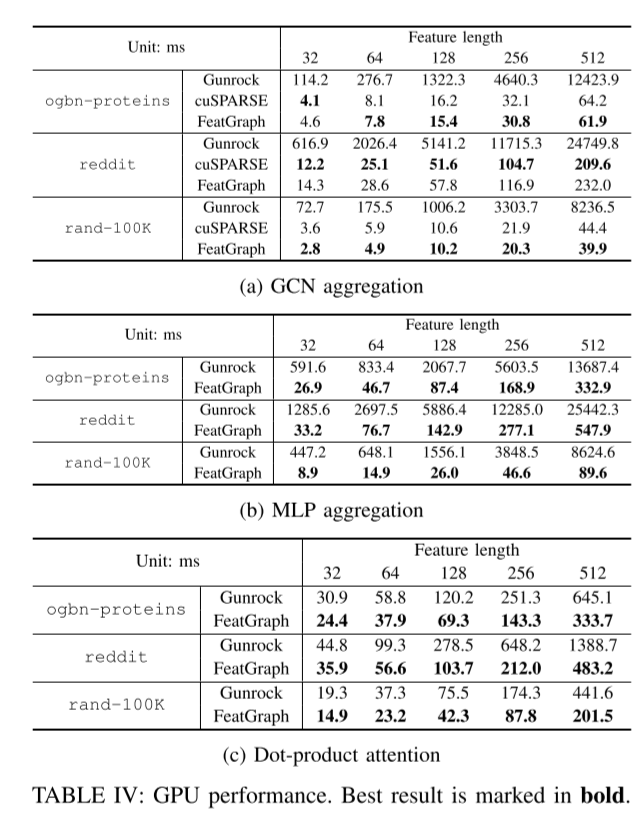 Unit: ms Feature length
32 64 128 256 512
ogbn-proteins Gunrock 114.2 276.7 1322.3 4640.3 12423.9
cuSPARSE 4.1 8.1 16.2 32.1 64.2
FeatGraph 4.6 7.8 15.4 30.8 61.9
reddit Gunrock 616.9 2026.4 5141.2 11715.3 24749.8
cuSPARSE 12.2 25.1 51.6 104.7 209.6
FeatGraph 14.3 28.6 57.8 116.9 232.0
rand-100K Gunrock 72.7 175.5 1006.2 3303.7 8236.5
cuSPARSE 3.6 5.9 10.6 21.9 44.4
FeatGraph 2.8 4.9 10.2 20.3 39.9
(a) GCN aggregation
Unit: ms Feature length
32 64 128 256 512
ogbn-proteins Gunrock 591.6 833.4 2067.7 5603.5 13687.4
FeatGraph 26.9 46.7 87.4 168.9 332.9
reddit Gunrock 1285.6 2697.5 5886.4 12285.0 25442.3
FeatGraph 33.2 76.7 142.9 277.1 547.9
rand-100K Gunrock 447.2 648.1 1556.1 3848.5 8624.6
FeatGraph 8.9 14.9 26.0 46.6 89.6
(b) MLP aggregation
Unit: ms Feature length
32 64 128 256 512
ogbn-proteins Gunrock 30.9 58.8 120.2 251.3 645.1
FeatGraph 24.4 37.9 69.3 143.3 333.7
reddit Gunrock 44.8 99.3 278.5 648.2 1388.7
FeatGraph 35.9 56.6 103.7 212.0 483.2
rand-100K Gunrock 19.3 37.3 75.5 174.3 441.6
FeatGraph 14.9 23.2 42.3 87.8 201.5
(c) Dot-product attention
TABLE IV: GPU performance. Best result is marked in bold.